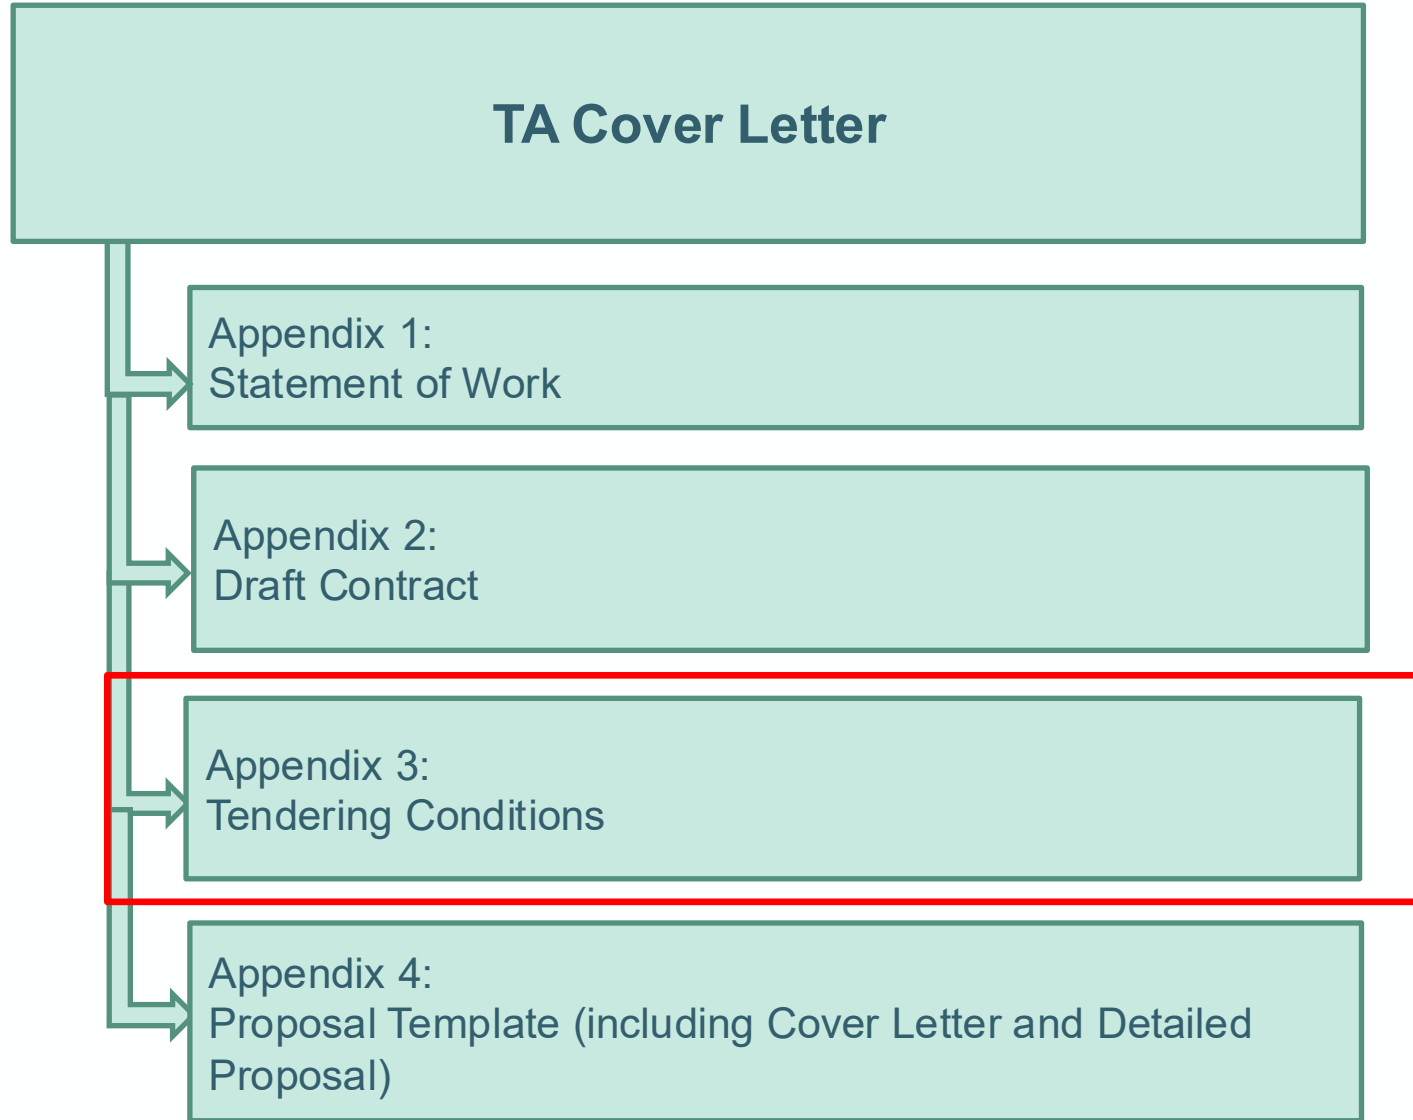 TA Cover Letter
Appendix 1:
Statement of Work
Appendix 2:
Draft Contract
Appendix 3:
Tendering Conditions
Appendix 4:
Proposal Template (including Cover Letter and Detailed
Proposal)